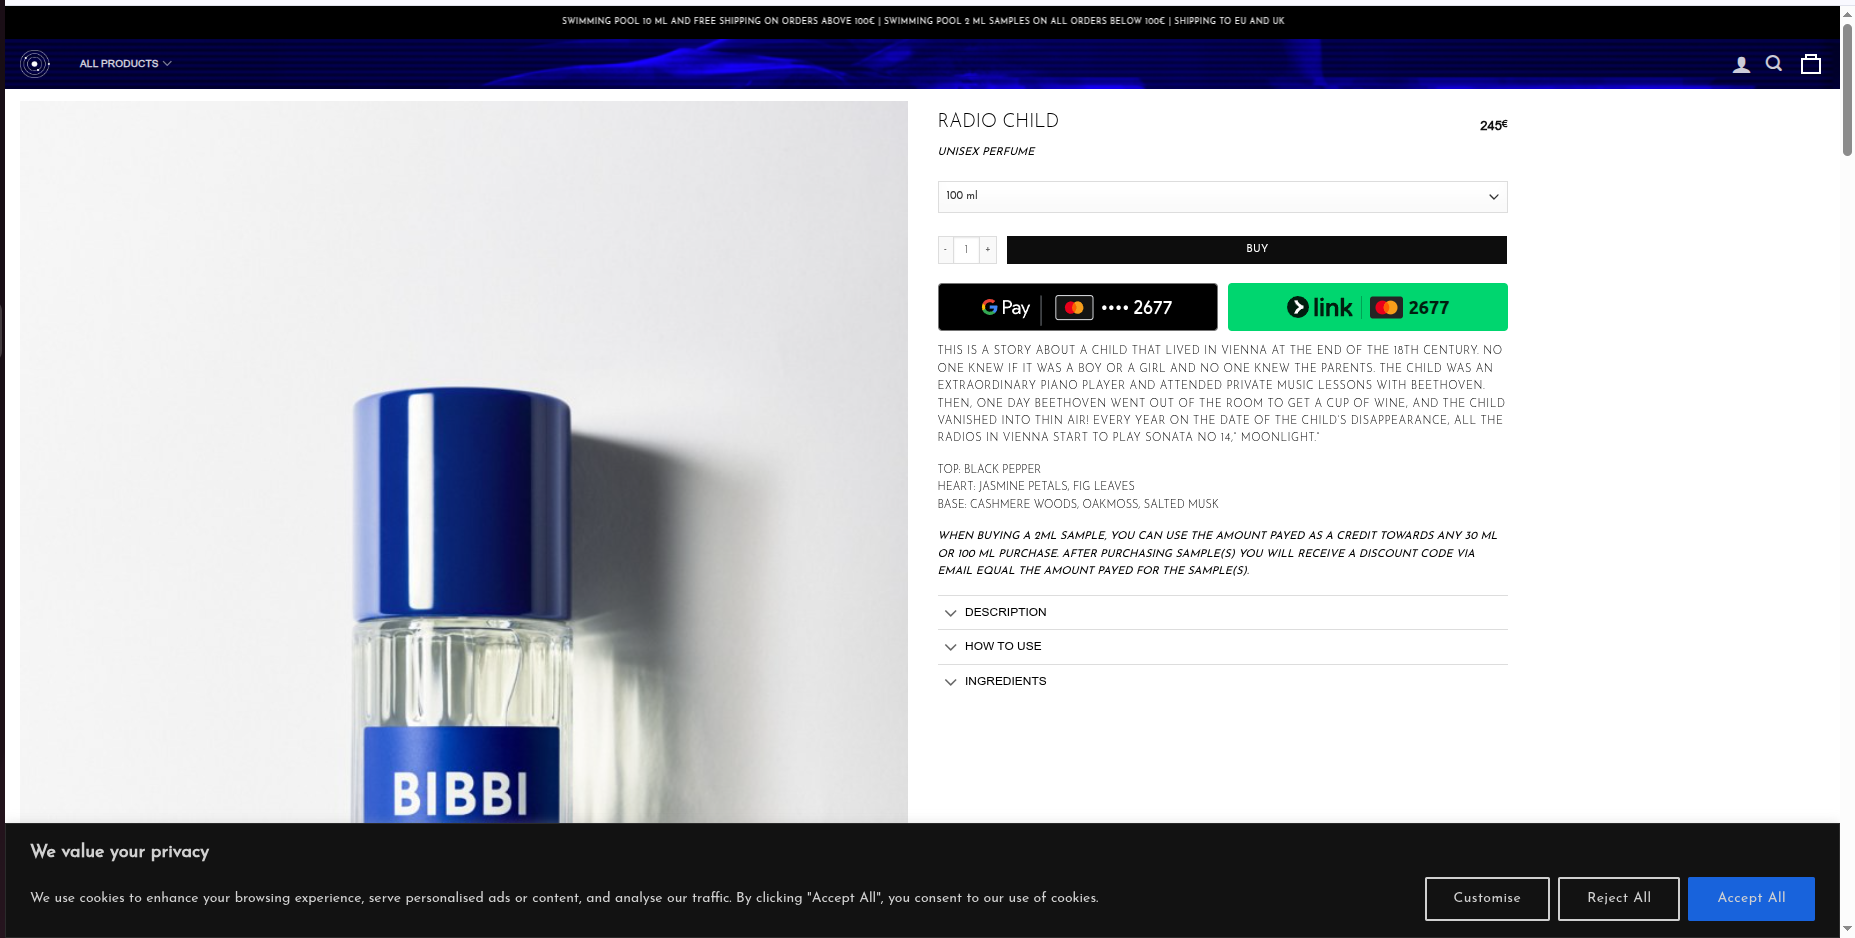 SWIMMING POOL 10 ML AND FREE SHIPPING ON ORDERS ABOVE 100€ | SWIMMING POOL 2 ML SAMPLES ON ALL ORDERS BELOW 100€ | SHIPPING TO EU AND UK
ALL PRODUCTS
RADIO CHILD
245€
UNISEX PERFUME
100 ml
- 1 +
BUY
G Pay | •••• 2677
link | 2677
THIS IS A STORY ABOUT A CHILD THAT LIVED IN VIENNA AT THE END OF THE 18TH CENTURY. NO
ONE KNEW IF IT WAS A BOY OR A GIRL AND NO ONE KNEW THE PARENTS. THE CHILD WAS AN
EXTRAORDINARY PIANO PLAYER AND ATTENDED PRIVATE MUSIC LESSONS WITH BEETHOVEN.
THEN, ONE DAY BEETHOVEN WENT OUT OF THE ROOM TO GET A CUP OF WINE, AND THE CHILD
VANISHED INTO THIN AIR! EVERY YEAR ON THE DATE OF THE CHILD'S DISAPPEARANCE, ALL THE
RADIOS IN VIENNA START TO PLAY SONATA NO 14," MOONLIGHT."
TOP: BLACK PEPPER
HEART: JASMINE PETALS, FIG LEAVES
BASE: CASHMERE WOODS, OAKMOSS, SALTED MUSK
WHEN BUYING A 2ML SAMPLE, YOU CAN USE THE AMOUNT PAYED AS A CREDIT TOWARDS ANY 30 ML
OR 100 ML PURCHASE. AFTER PURCHASING SAMPLE(S) YOU WILL RECEIVE A DISCOUNT CODE VIA
EMAIL EQUAL THE AMOUNT PAYED FOR THE SAMPLE(S).
DESCRIPTION
HOW TO USE
INGREDIENTS
BIBBI
We value your privacy
We use cookies to enhance your browsing experience, serve personalised ads or content, and analyse our traffic. By clicking "Accept All", you consent to our use of cookies.
Customise
Reject All
Accept All